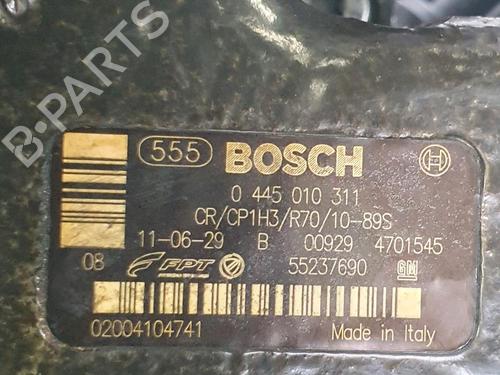 B-PARTS
555 BOSCH
0 445 010 311
CR/CP1H3/R70/10-89S
11-06-29 B 00929 4701545
08 FPT 55237690 GM
02004104741 Made in Italy